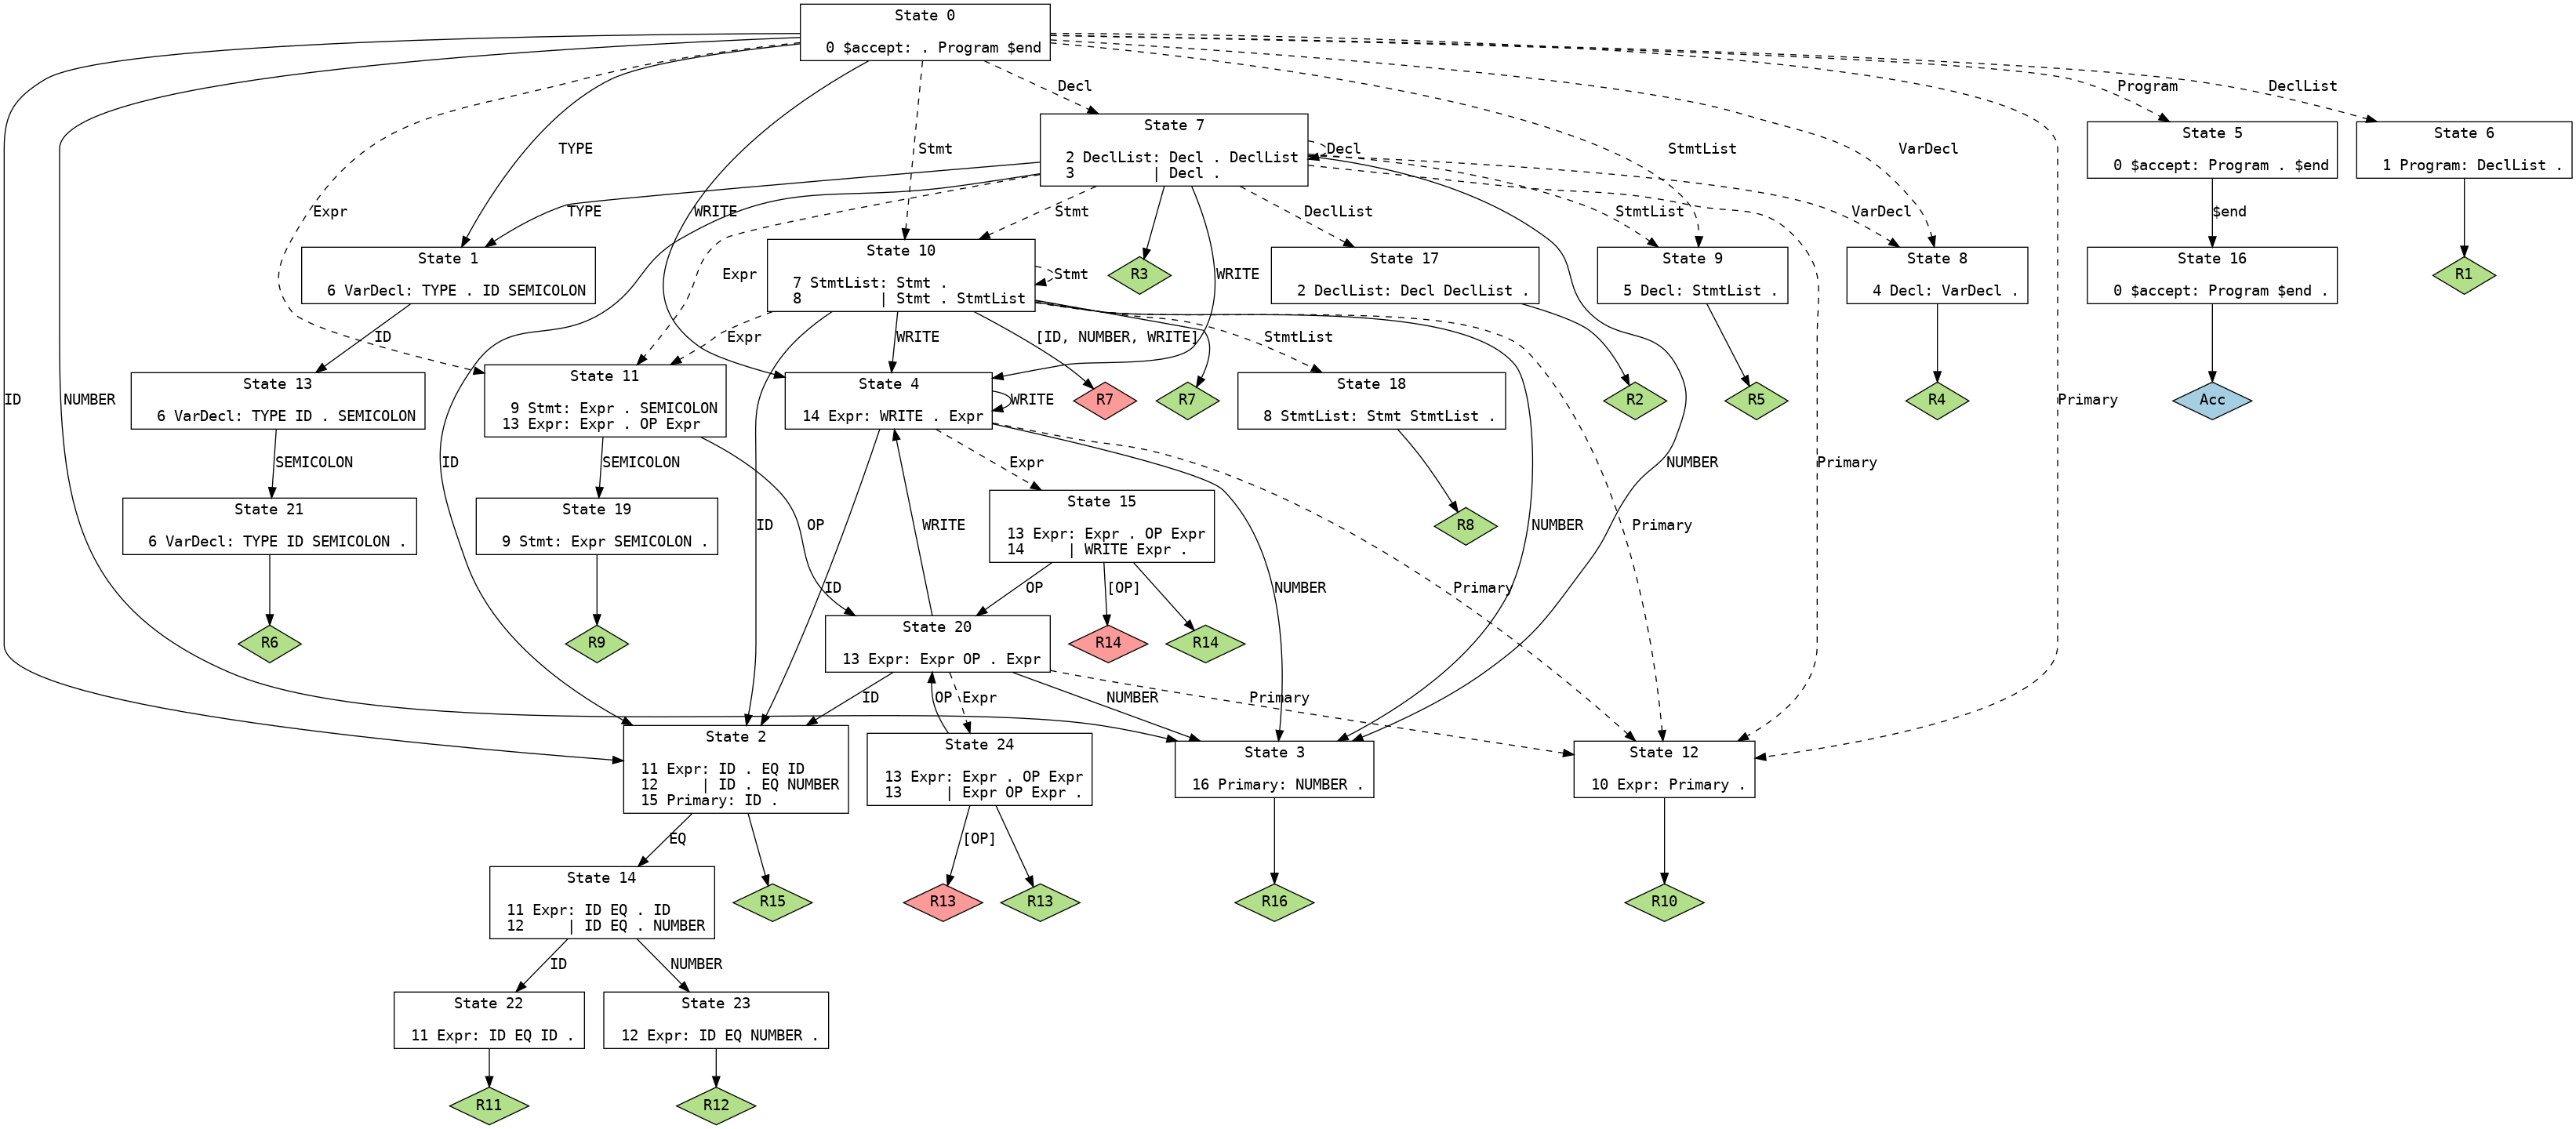 State 0
0 $accept: . Program $end
Decl
Program
DeclList
State 7
2 DeclList: Decl . DeclList
3 | Decl .
State 5
0 $accept: Program . $end
State 6
1 Program: DeclList .
TYPE
Stmt
Decl
StmtList
VarDecl
Expr
WRITE
TYPE
Stmt
DeclList
StmtList
VarDecl
$end
State 1
6 VarDecl: TYPE . ID SEMICOLON
State 10
7 StmtList: Stmt .
8 | Stmt . StmtList
Stmt
R3
State 17
2 DeclList: Decl DeclList .
State 9
5 Decl: StmtList .
State 8
4 Decl: VarDecl .
State 16
0 $accept: Program $end .
R1
Expr
WRITE
ID
Expr
WRITE
[ID, NUMBER, WRITE]
StmtList
ID
NUMBER
State 13
6 VarDecl: TYPE ID . SEMICOLON
State 11
9 Stmt: Expr . SEMICOLON
13 Expr: Expr . OP Expr
State 4
14 Expr: WRITE . Expr
WRITE
R7
R7
State 18
8 StmtList: Stmt StmtList .
R2
R5
R4
Acc
Primary
SEMICOLON
ID
SEMICOLON
Expr
NUMBER
Primary
State 21
6 VarDecl: TYPE ID SEMICOLON .
State 19
9 Stmt: Expr SEMICOLON .
ID
OP
WRITE
State 15
13 Expr: Expr . OP Expr
14 | WRITE Expr .
R8
NUMBER
Primary
ID
OP
[OP]
NUMBER
Primary
R6
R9
State 20
13 Expr: Expr OP . Expr
R14
R14
ID
OP
Expr
NUMBER
Primary
State 2
11 Expr: ID . EQ ID
12 | ID . EQ NUMBER
15 Primary: ID .
State 24
13 Expr: Expr . OP Expr
13 | Expr OP Expr .
State 3
16 Primary: NUMBER .
State 12
10 Expr: Primary .
EQ
[OP]
State 14
11 Expr: ID EQ . ID
12 | ID EQ . NUMBER
R15
R13
R13
R16
R10
ID
NUMBER
State 22
11 Expr: ID EQ ID .
State 23
12 Expr: ID EQ NUMBER .
R11
R12